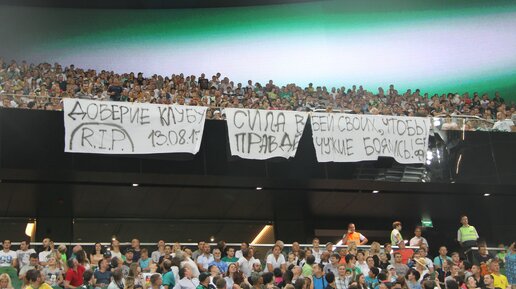 ДОВЕРИЕ КЛУБУ
R.I.P. 13.08.15
СИЛА В
ПРАВДЕ
БЕЙ СВОИХ, ЧТОБЫ
ЧУЖИЕ БОЯЛИСЬ!